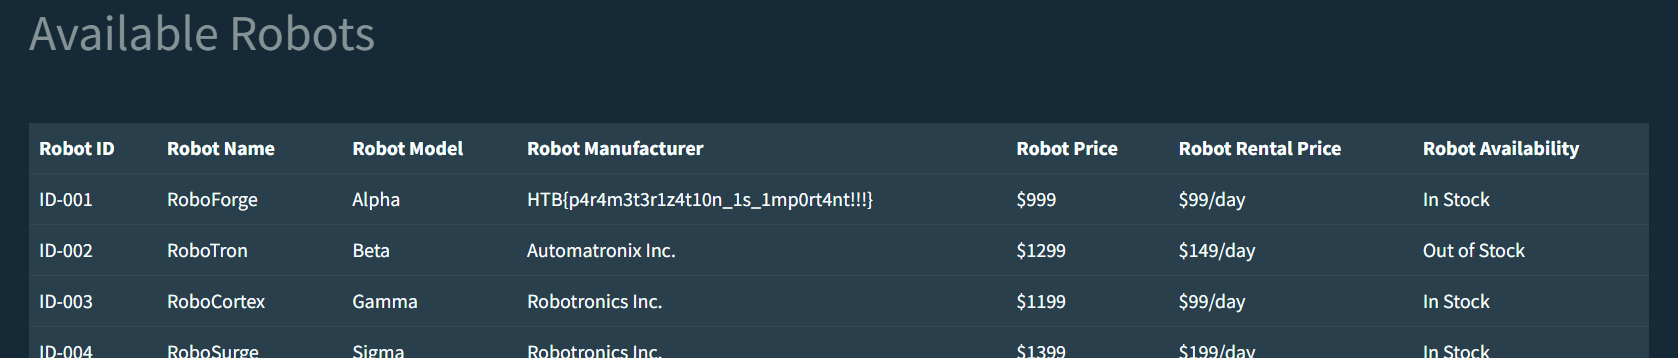 Available Robots
Robot ID Robot Name Robot Model Robot Manufacturer Robot Price Robot Rental Price Robot Availability
ID-001 RoboForge Alpha HTB{p4r4m3t3r1z4t10n_1s_1mp0rt4nt!!!} $999 $99/day In Stock
ID-002 RoboTron Beta Automatronix Inc. $1299 $149/day Out of Stock
ID-003 RoboCortex Gamma Robotronics Inc. $1199 $99/day In Stock
ID-004 RoboSurge Sigma Robotronics Inc. $1399 $199/day In Stock